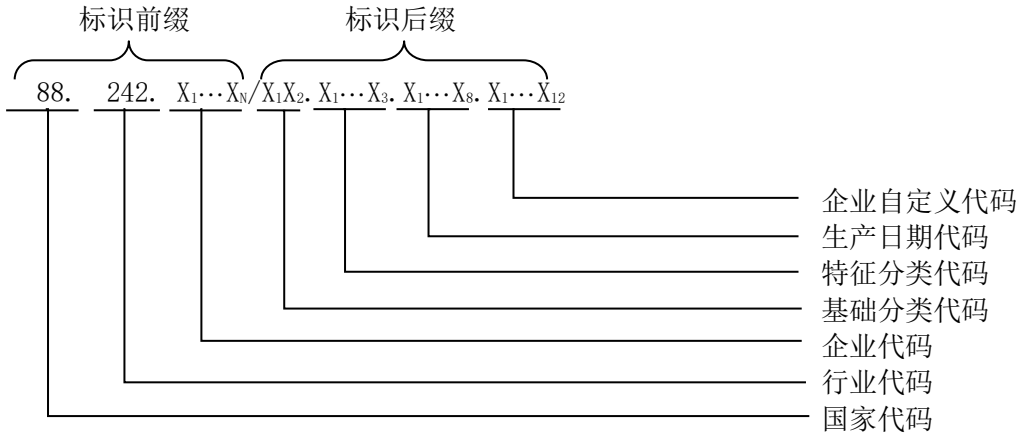 标识前缀 标识后缀
88. 242. X₁⋯X_N/X₁X₂. X₁⋯X₃. X₁⋯X₈. X₁⋯X₁₂
企业自定义代码
生产日期代码
特征分类代码
基础分类代码
企业代码
行业代码
国家代码